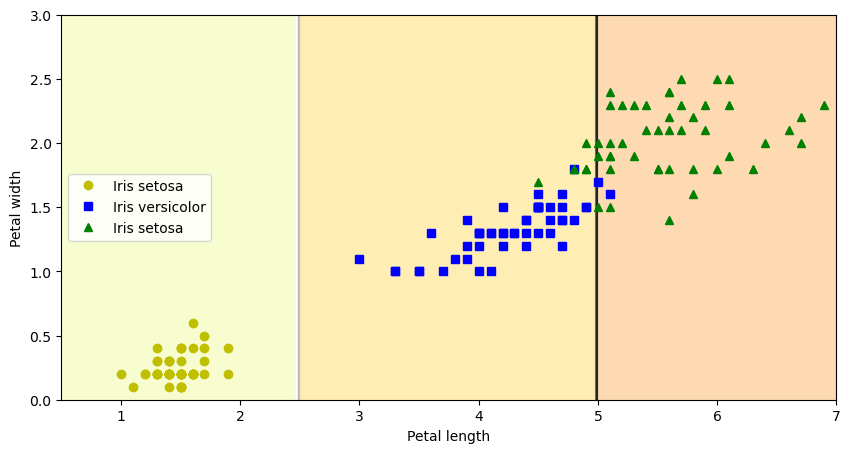 3.0
2.5
2.0
1.5
1.0
0.5
0.0
Petal width
Iris setosa
Iris versicolor
Iris setosa
1 2 3 4 5 6 7
Petal length